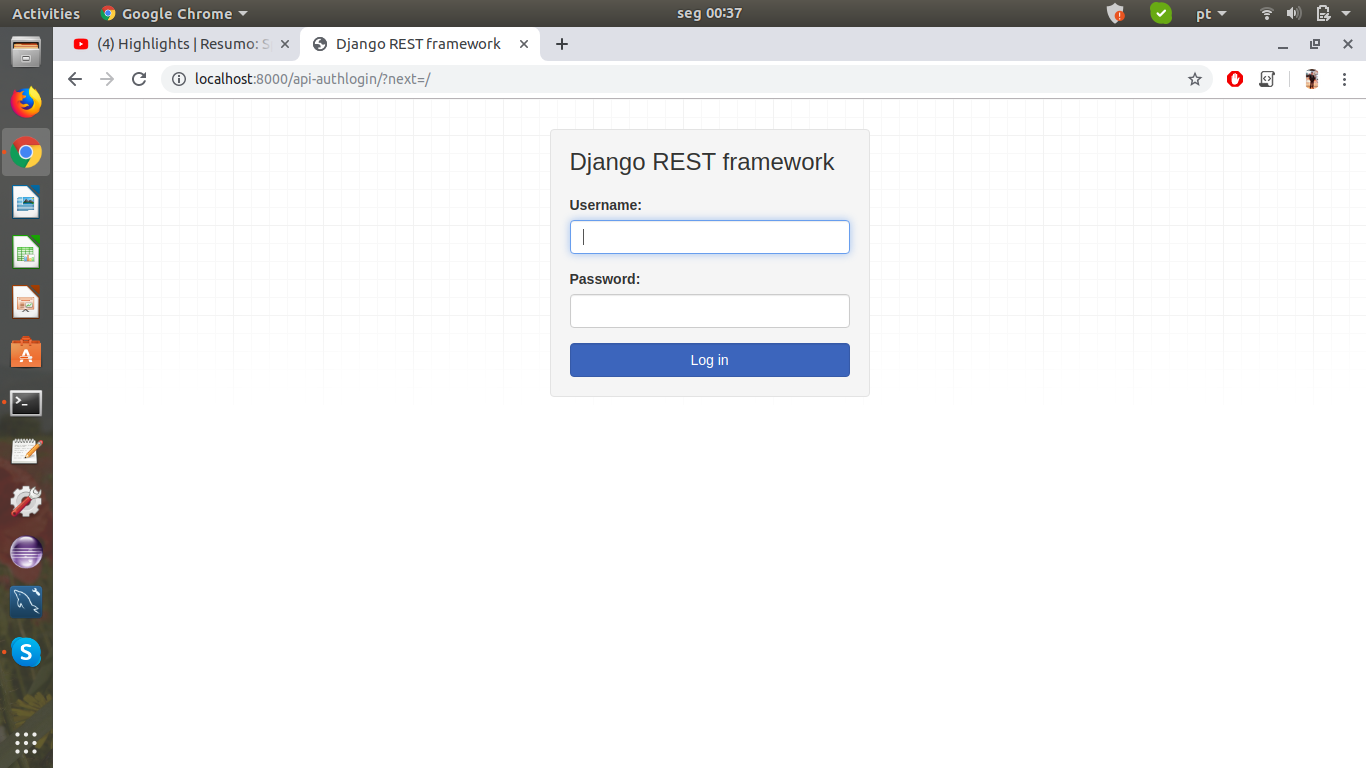 Activities
Google Chrome
seg 00:37
pt
(4) Highlights | Resumo: S
Django REST framework
localhost:8000/api-authlogin/?next=/
Django REST framework
Username:
Password:
Log in
S